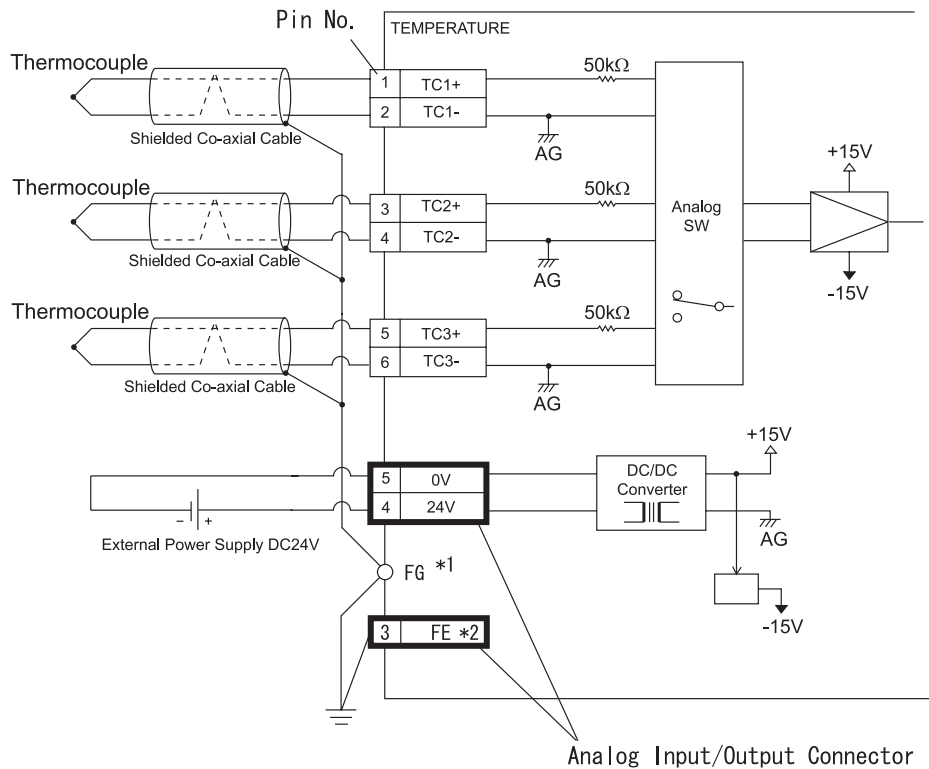 Pin No.
TEMPERATURE
Thermocouple
1 TC1+
2 TC1-
50kΩ
Shielded Co-axial Cable
AG
Thermocouple
3 TC2+
4 TC2-
50kΩ
Shielded Co-axial Cable
AG
Analog
SW
+15V
-15V
Thermocouple
5 TC3+
6 TC3-
50kΩ
Shielded Co-axial Cable
AG
5 0V
4 24V
- +
External Power Supply DC24V
DC/DC
Converter
+15V
AG
-15V
FG *1
3 FE *2
Analog Input/Output Connector